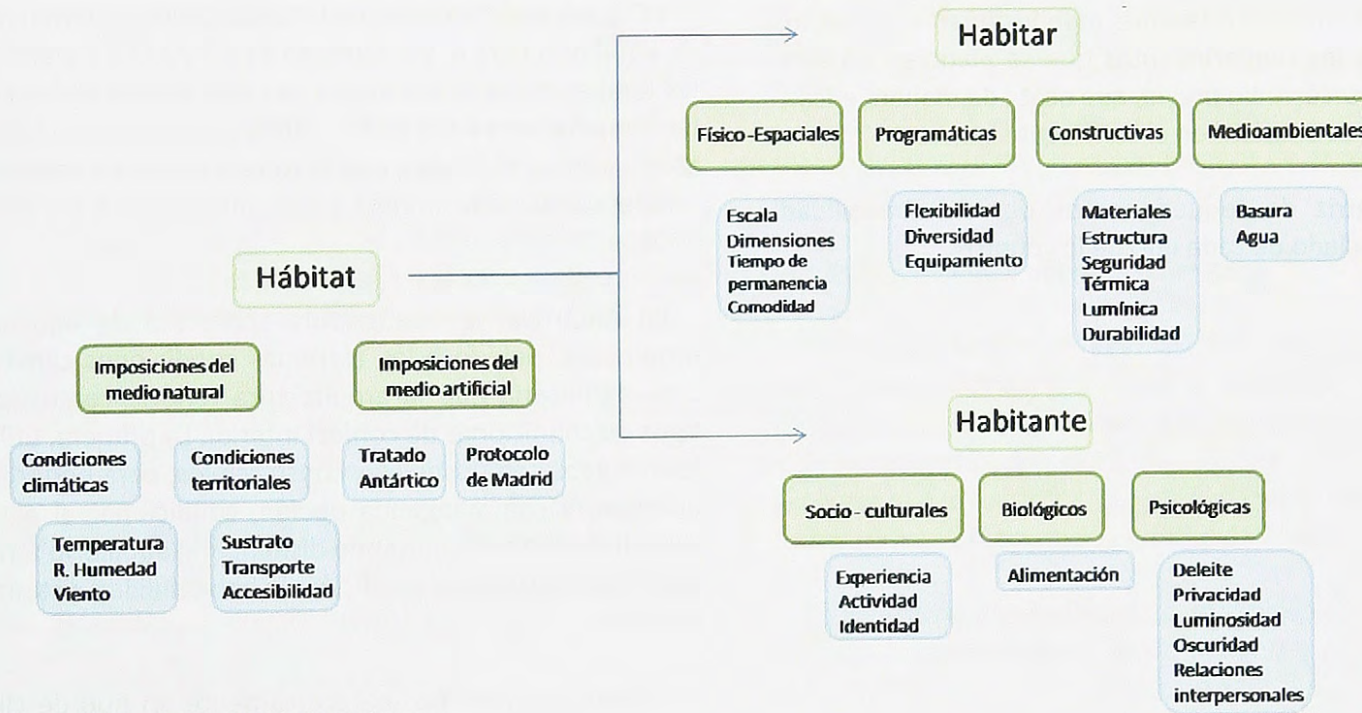 Habitar
Físico-Espaciales
Programáticas
Constructivas
Medioambientales
Escala
Dimensiones
Tiempo de
permanencia
Comodidad
Flexibilidad
Diversidad
Equipamiento
Materiales
Estructura
Seguridad
Térmica
Lumínica
Durabilidad
Basura
Agua
Hábitat
Imposiciones del
medio natural
Imposiciones del
medio artificial
Condiciones
climáticas
Condiciones
territoriales
Tratado
Antártico
Protocolo
de Madrid
Temperatura
R. Humedad
Viento
Sustrato
Transporte
Accesibilidad
Habitante
Socio - culturales
Biológicos
Psicológicas
Experiencia
Actividad
Identidad
Alimentación
Deleite
Privacidad
Luminosidad
Oscuridad
Relaciones
interpersonales